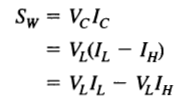 S_W = V_C I_C
= V_L(I_L − I_H)
= V_L I_L − V_L I_H